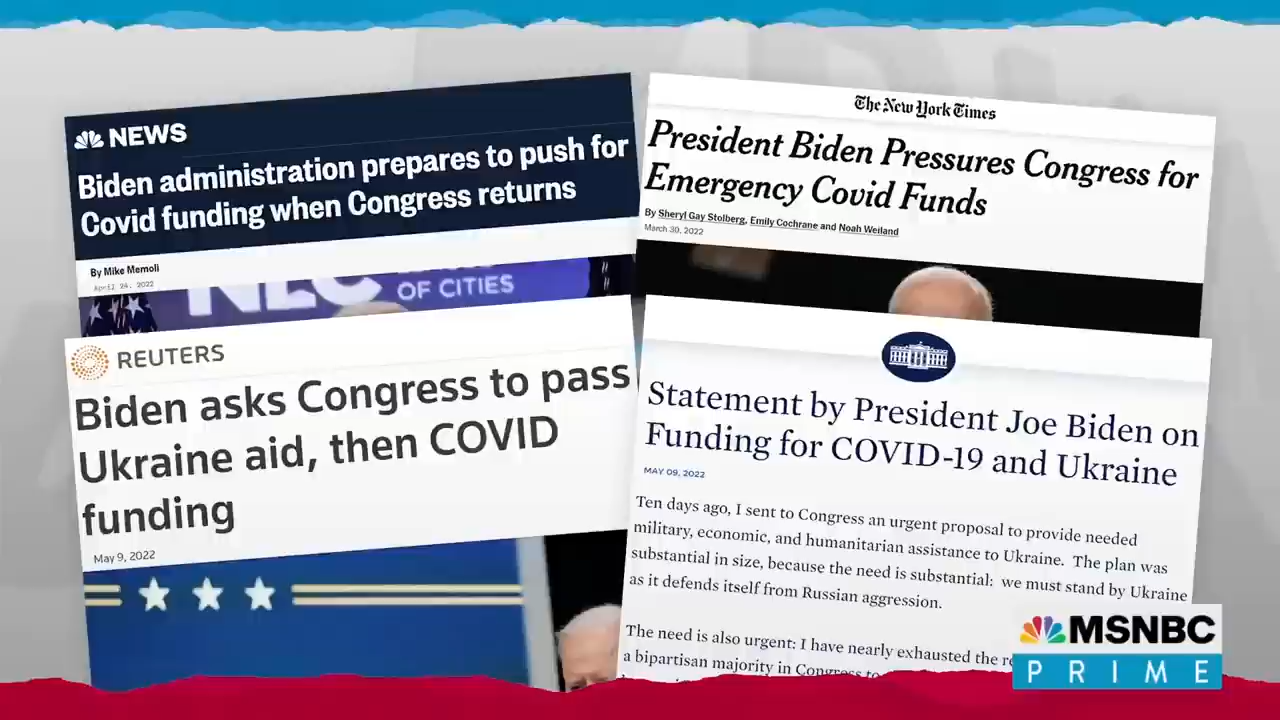 NEWS
Biden administration prepares to push for
Covid funding when Congress returns
By Mike Memoli
April 24, 2022
NLC
OF CITIES
The New York Times
President Biden Pressures Congress for
Emergency Covid Funds
By Sheryl Gay Stolberg, Emily Cochrane and Noah Weiland
March 30, 2022
REUTERS
Biden asks Congress to pass
Ukraine aid, then COVID
funding
May 9, 2022
Statement by President Joe Biden on
Funding for COVID-19 and Ukraine
MAY 09, 2022
Ten days ago, I sent to Congress an urgent proposal to provide needed
military, economic, and humanitarian assistance to Ukraine. The plan was
substantial in size, because the need is substantial: we must stand by Ukraine
as it defends itself from Russian aggression.
The need is also urgent: I have nearly exhausted the
a bipartisan majority in Congress to
MSNBC
PRIME